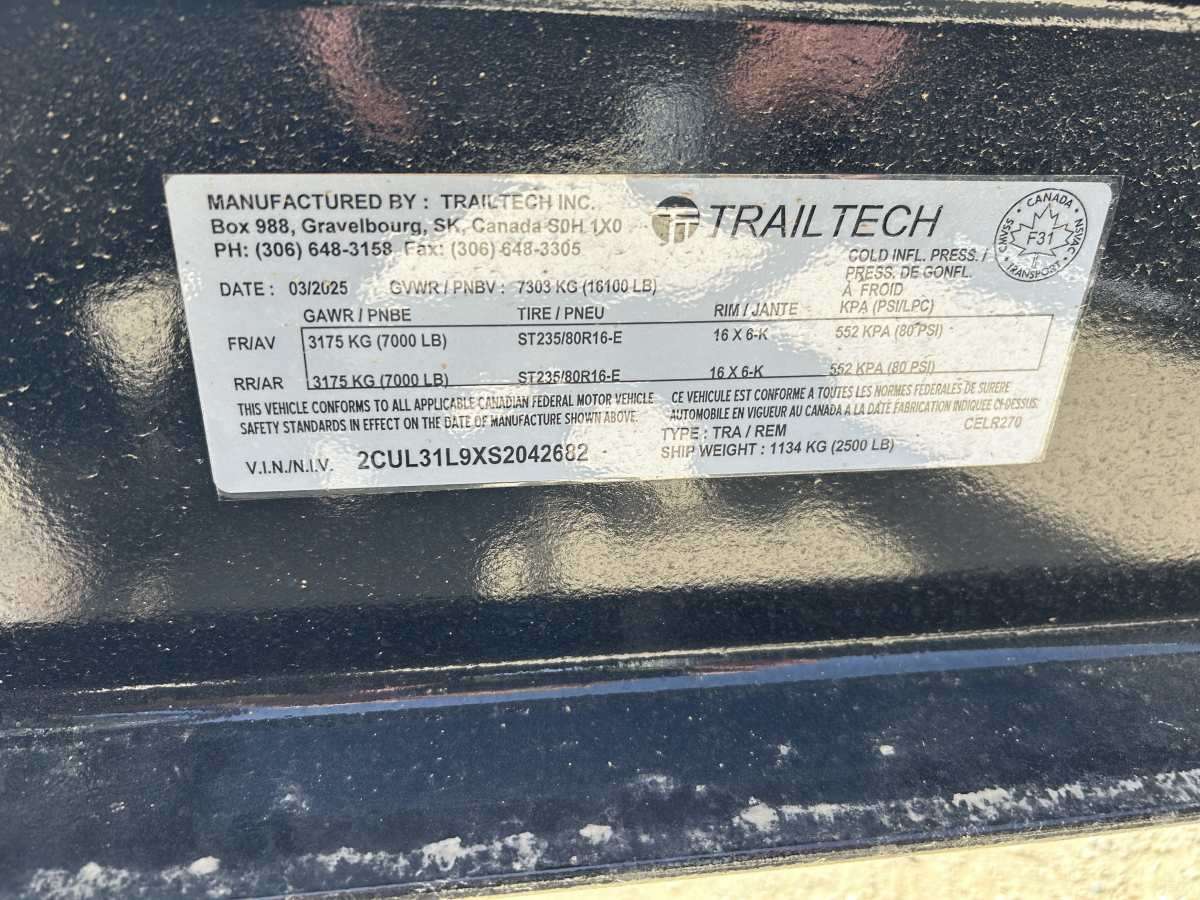 MANUFACTURED BY : TRAILTECH INC.
Box 988, Gravelbourg, SK, Canada S0H 1X0
PH: (306) 648-3158 Fax: (306) 648-3305
TRAILTECH
CMVSS CANADA NSVAC
F31
TRANSPORT
COLD INFL. PRESS. /
PRESS. DE GONFL.
À FROID
DATE : 03/2025 GVWR / PNBV : 7303 KG (16100 LB)
GAWR / PNBE TIRE / PNEU RIM / JANTE KPA (PSI/LPC)
FR/AV 3175 KG (7000 LB) ST235/80R16-E 16 X 6-K 552 KPA (80 PSI)
RR/AR 3175 KG (7000 LB) ST235/80R16-E 16 X 6-K 552 KPA (80 PSI)
THIS VEHICLE CONFORMS TO ALL APPLICABLE CANADIAN FEDERAL MOTOR VEHICLE
SAFETY STANDARDS IN EFFECT ON THE DATE OF MANUFACTURE SHOWN ABOVE.
CE VEHICULE EST CONFORME A TOUTES LES NORMES FEDERALES DE SURERE
AUTOMOBILE EN VIGUEUR AU CANADA A LA DATE FABRICATION INDIQUEE CI-DESSUS.
CELR270
TYPE : TRA / REM
SHIP WEIGHT : 1134 KG (2500 LB)
V.I.N./N.I.V. 2CUL31L9XS2042682